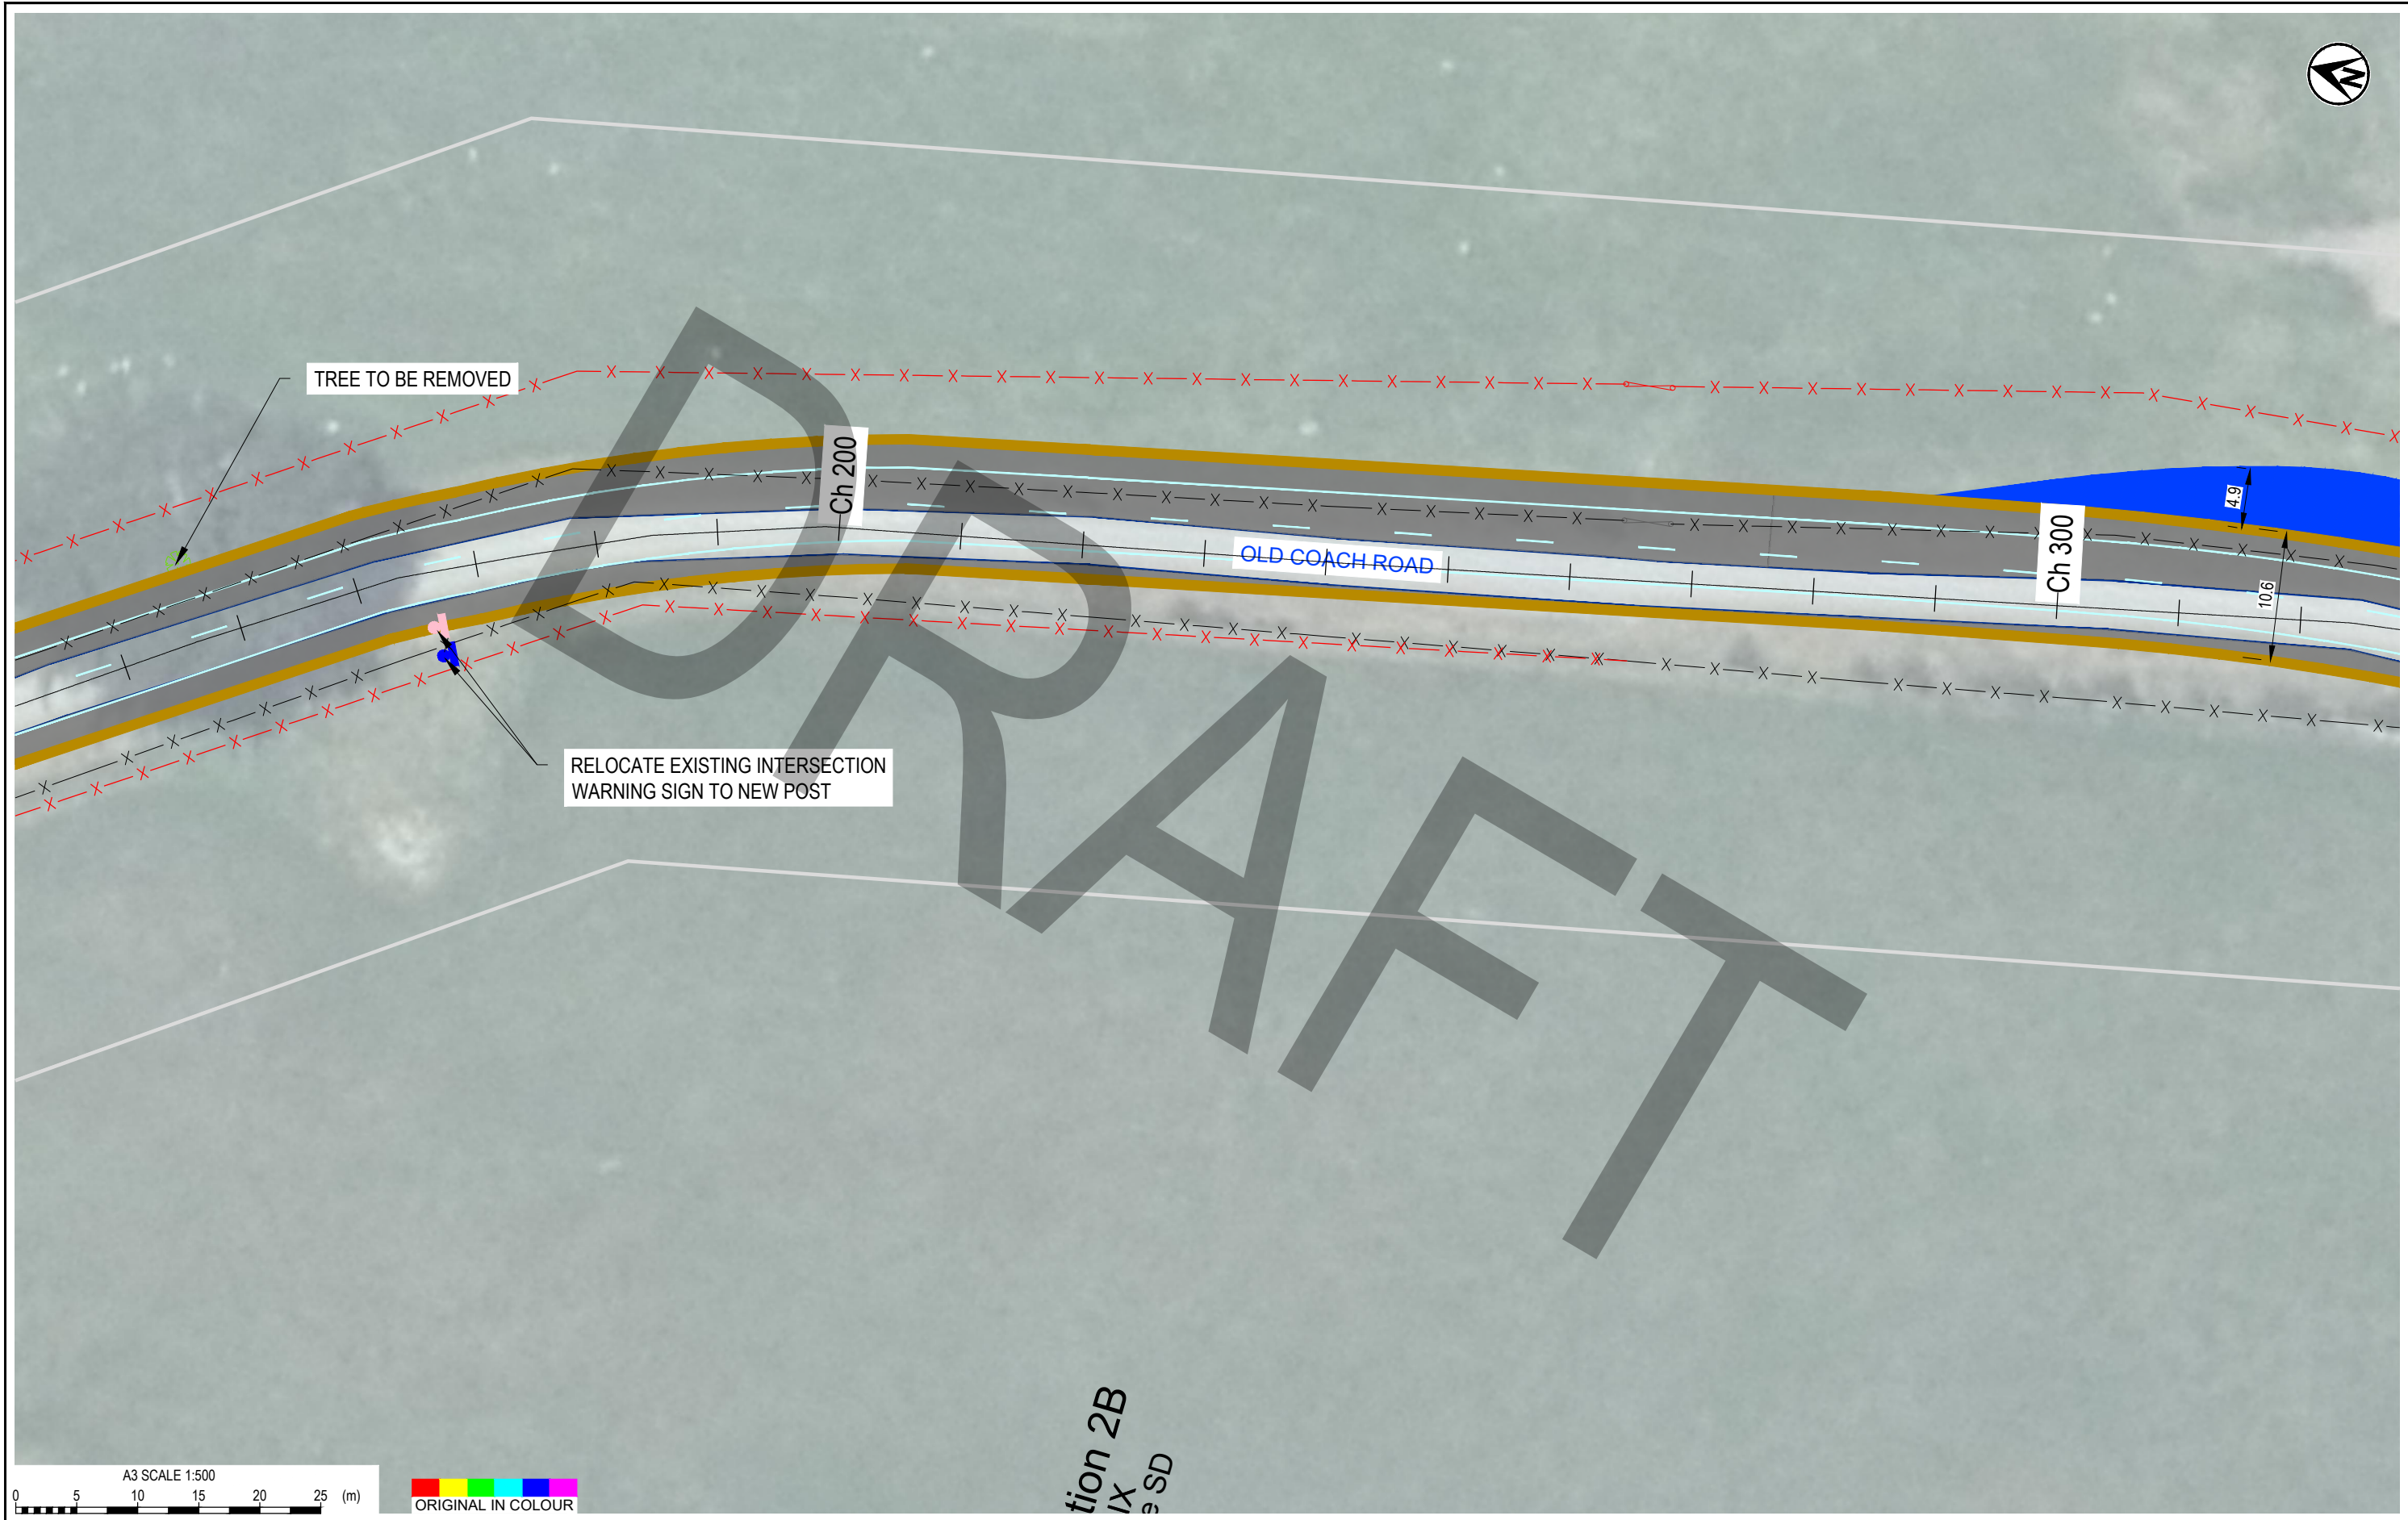 TREE TO BE REMOVED
Ch 200
OLD COACH ROAD
Ch 300
4.9
10.6
RELOCATE EXISTING INTERSECTION
WARNING SIGN TO NEW POST
DRAFT
tion 2B
IX
e SD
A3 SCALE 1:500
0 5 10 15 20 25 (m)
ORIGINAL IN COLOUR
N